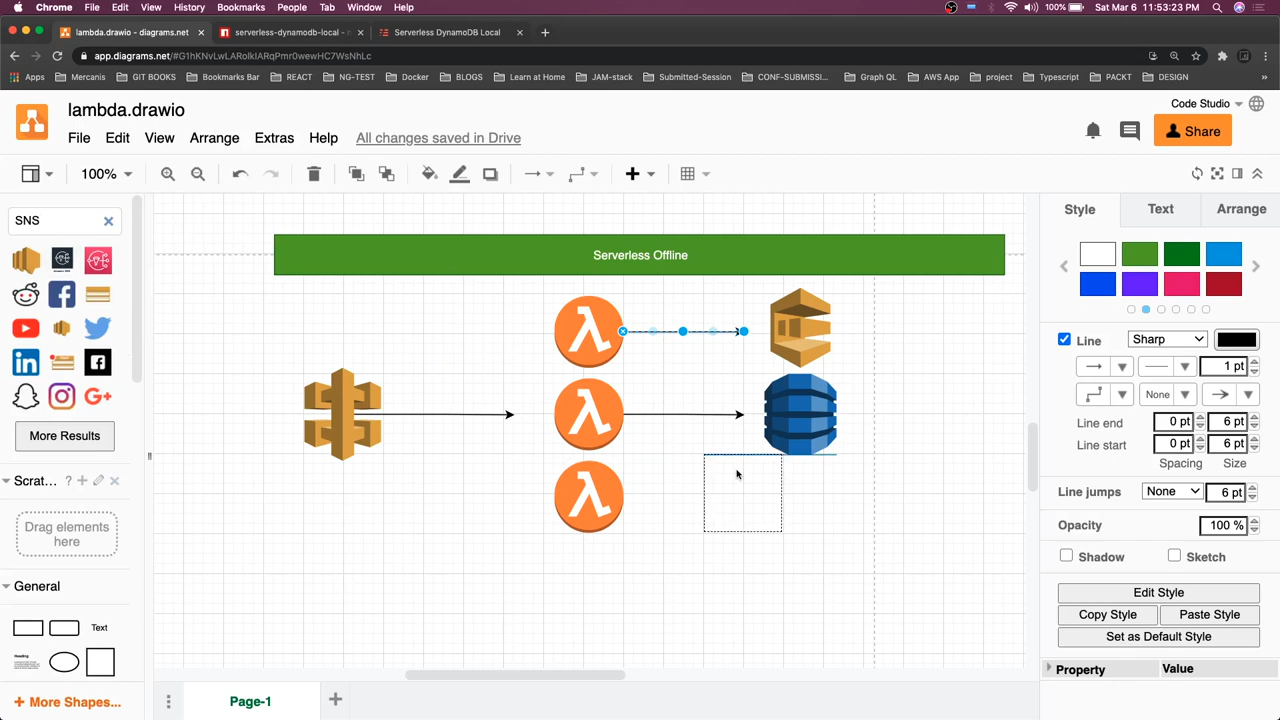 Chrome File Edit View History Bookmarks People Tab Window Help 100% Sat Mar 6 11:53:23 PM
lambda.drawio - diagrams.net serverless-dynamodb-local - n Serverless DynamoDB Local
app.diagrams.net/#G1hKNvLwLARolkIARqPmr0wewHC7WsNhLc
Apps Mercanis GIT BOOKS Bookmarks Bar REACT NG-TEST Docker BLOGS Learn at Home JAM-stack Submitted-Session CONF-SUBMISSI... Graph QL AWS App project Typescript PACKT DESIGN
lambda.drawio
Code Studio
File Edit View Arrange Extras Help All changes saved in Drive
Share
100%
SNS
Style Text Arrange
Serverless Offline
Line Sharp
1 pt
None
Line end 0 pt 6 pt
Line start 0 pt 6 pt
Spacing Size
More Results
Scrat... ?
Line jumps None 6 pt
Drag elements
here
Opacity 100 %
Shadow Sketch
General
Edit Style
Copy Style Paste Style
Text
Set as Default Style
Heading
Property Value
More Shapes...
Page-1